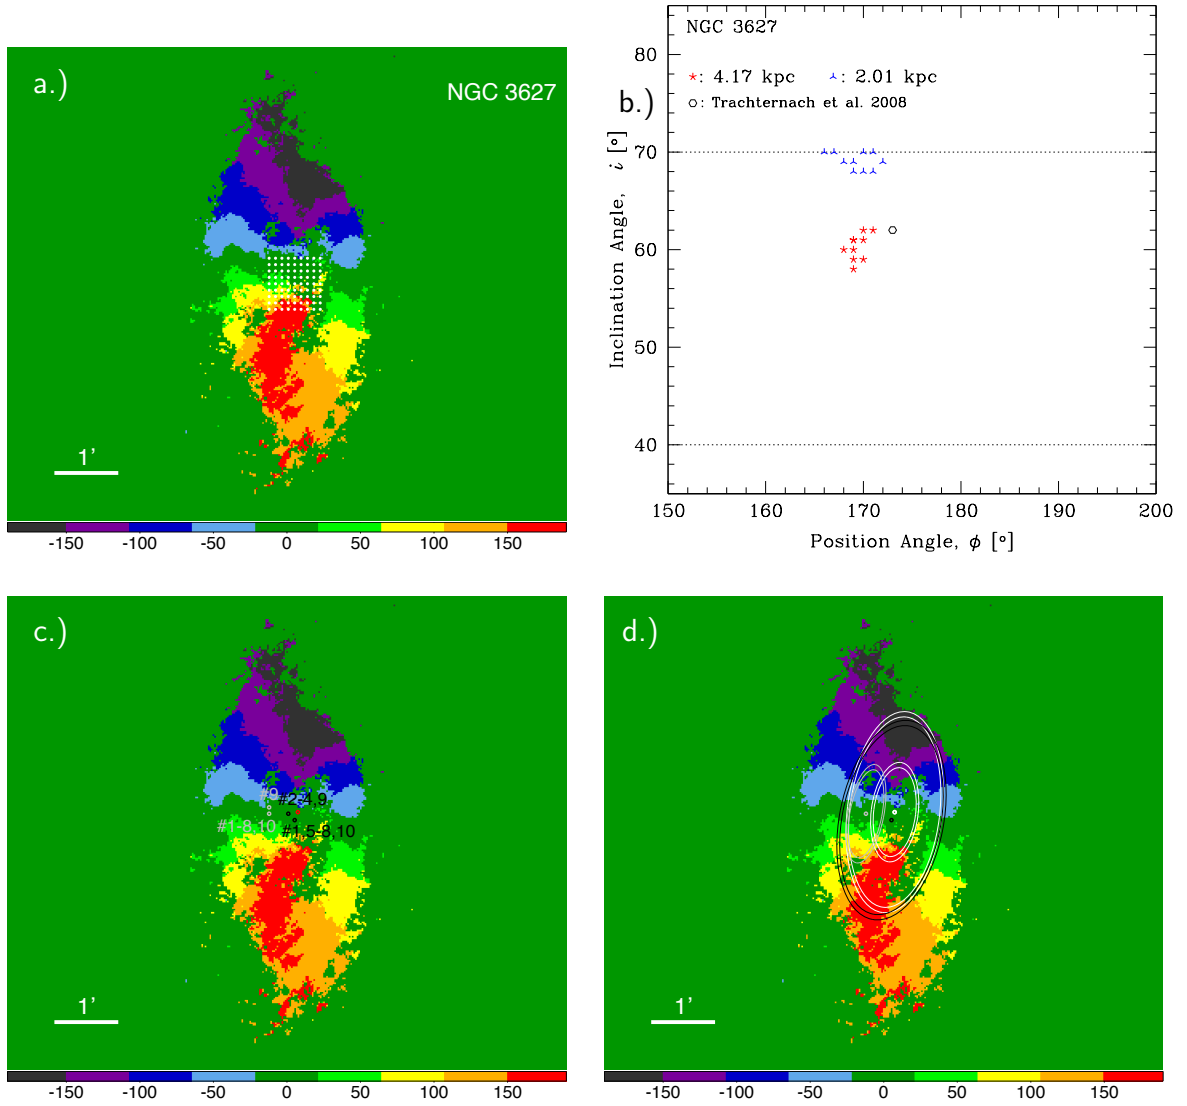 a.)
NGC 3627
1'
-150 -100 -50 0 50 100 150
NGC 3627
: 4.17 kpc : 2.01 kpc
b.)
: Trachternach et al. 2008
80
70
60
50
40
Inclination Angle, i [°]
150 160 170 180 190 200
Position Angle, ϕ [°]
c.)
#9
#2-4,9
#1-8,10
#1,5-8,10
1'
-150 -100 -50 0 50 100 150
d.)
1'
-150 -100 -50 0 50 100 150